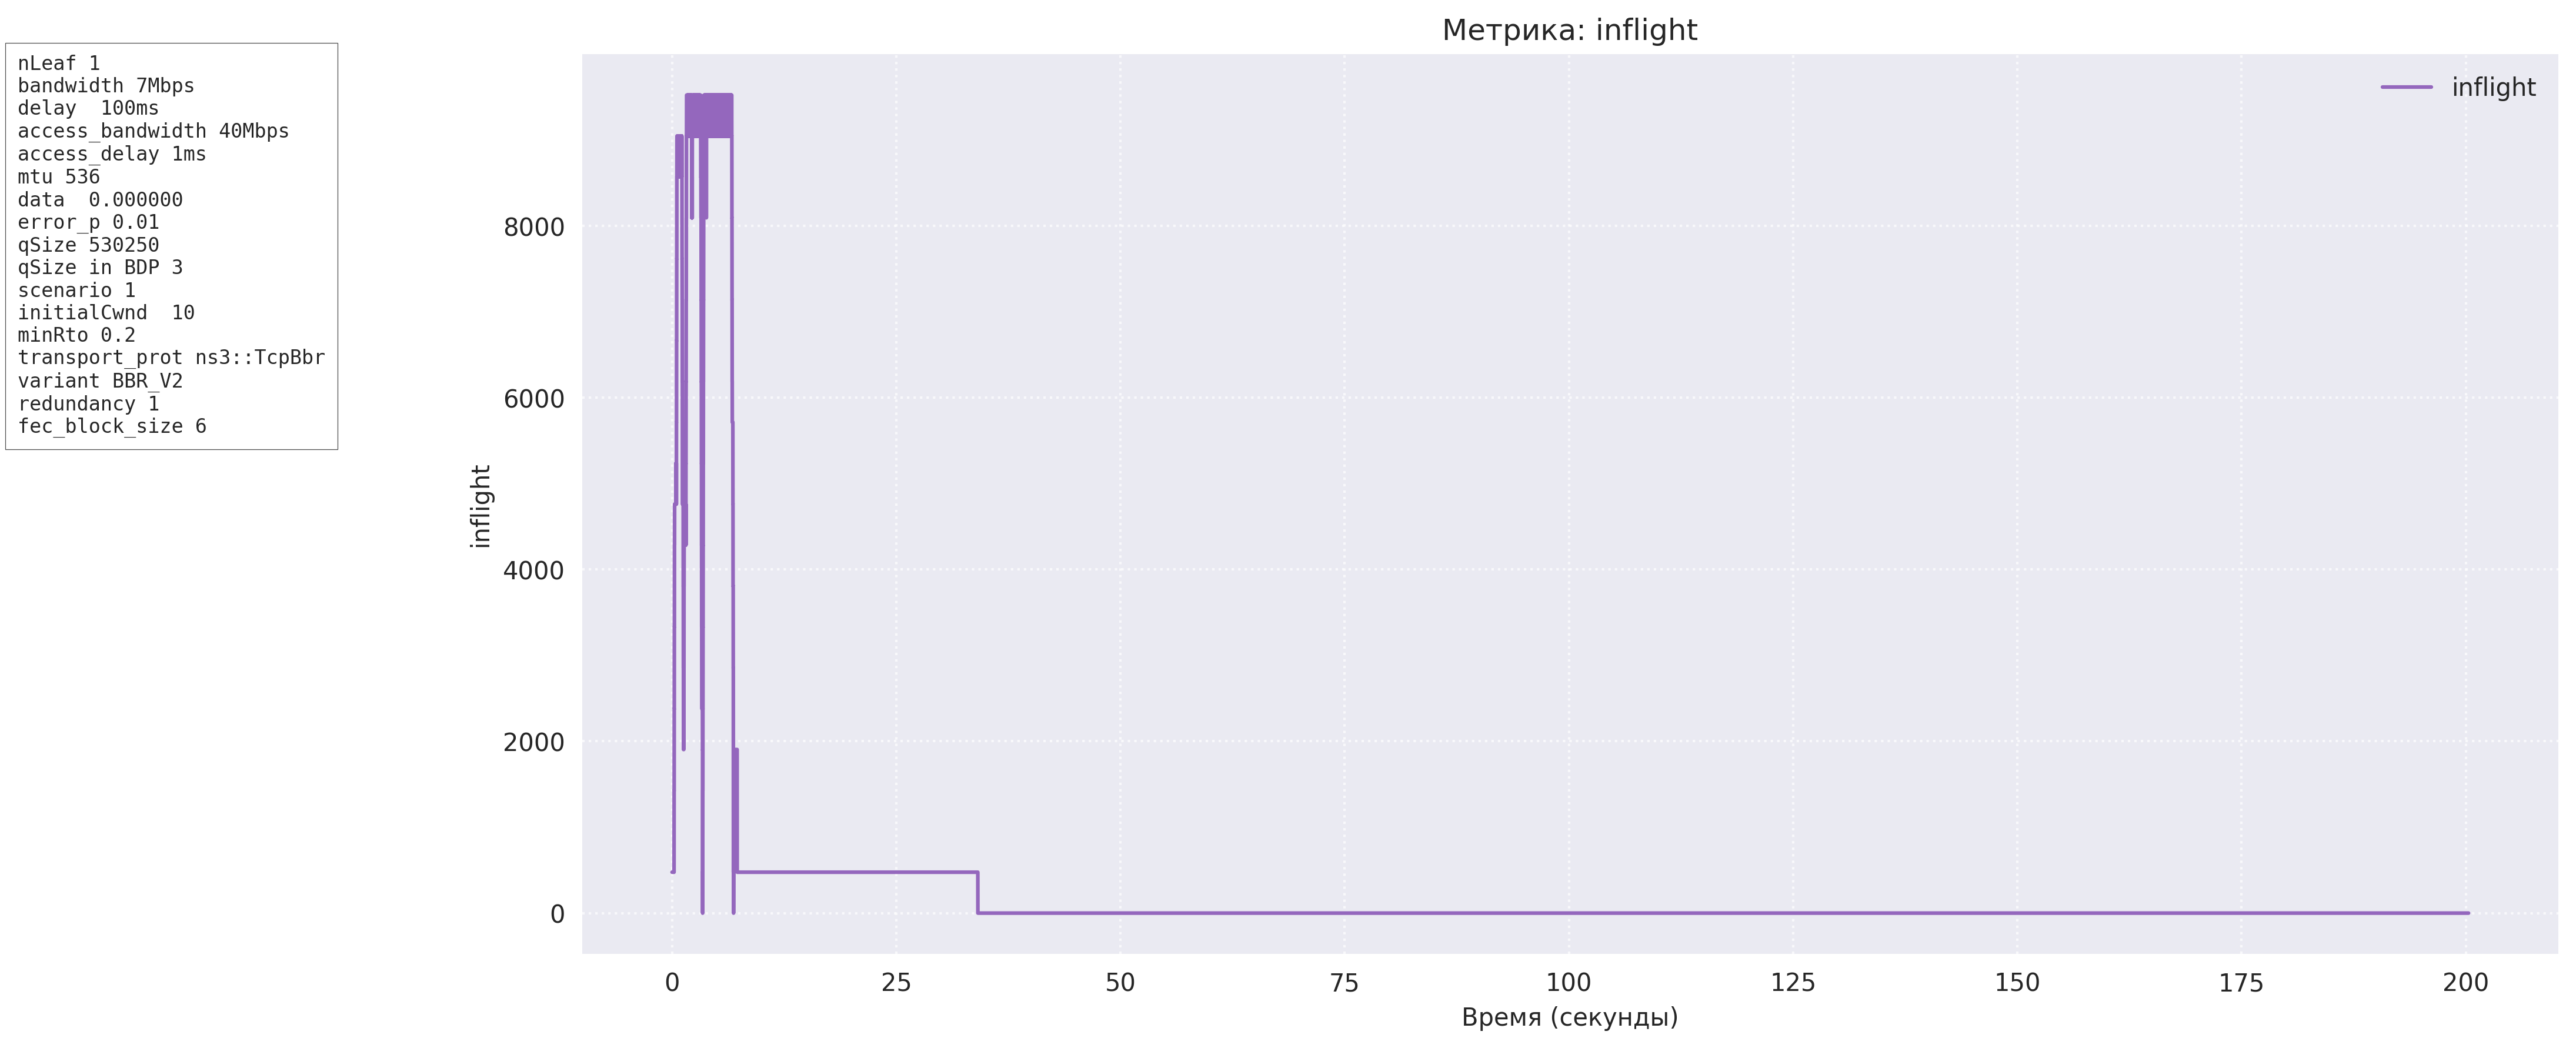 Метрика: inflight
nLeaf 1
bandwidth 7Mbps
delay  100ms
access_bandwidth 40Mbps
access_delay 1ms
mtu 536
data  0.000000
error_p 0.01
qSize 530250
qSize in BDP 3
scenario 1
initialCwnd  10
minRto 0.2
transport_prot ns3::TcpBbr
variant BBR_V2
redundancy 1
fec_block_size 6
inflight
inflight
8000
6000
4000
2000
0
0 25 50 75 100 125 150 175 200
Время (секунды)